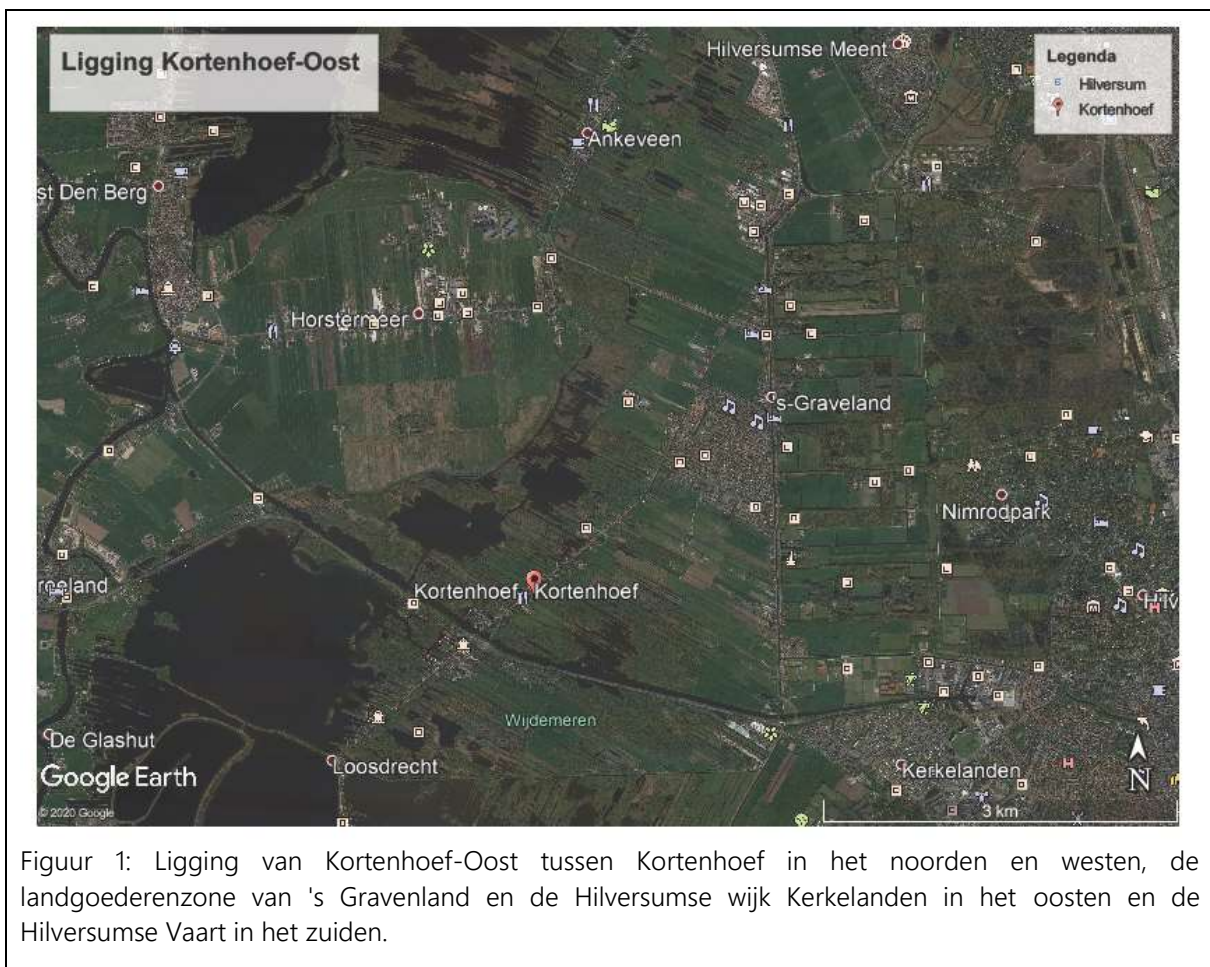 Ligging Kortenhoef-Oost
Hilversumse Meent
Legenda
Hilversum
Kortenhoef
Ankeveen
st Den Berg
Horstermeer
's-Graveland
Nimrodpark
Kortenhoef
Kortenhoef
reeland
Hilv
Wijdemeren
De Glashut
Loosdrecht
Kerkelanden
Google Earth
N
© 2020 Google
3 km
Figuur 1: Ligging van Kortenhoef-Oost tussen Kortenhoef in het noorden en westen, de
landgoederenzone van 's Gravenland en de Hilversumse wijk Kerkelanden in het oosten en de
Hilversumse Vaart in het zuiden.